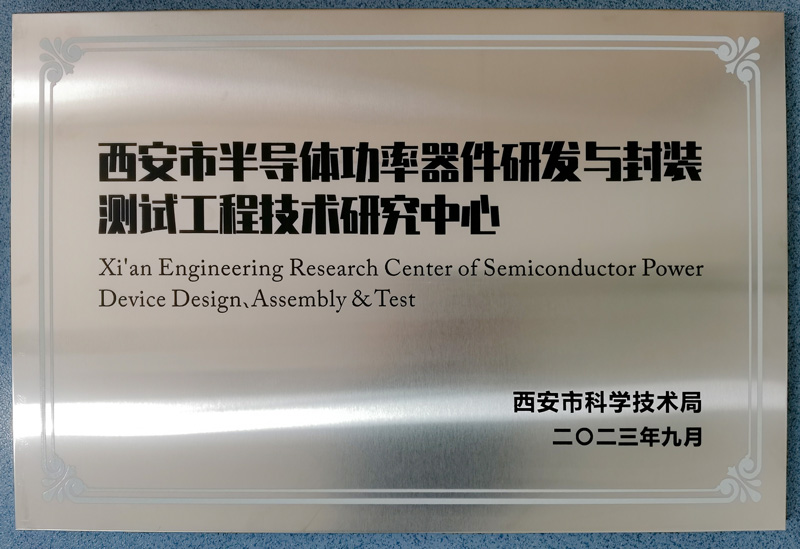 西安市半导体功率器件研发与封装
测试工程技术研究中心
Xi'an Engineering Research Center of Semiconductor Power
Device Design、Assembly & Test
西安市科学技术局
二〇二三年九月